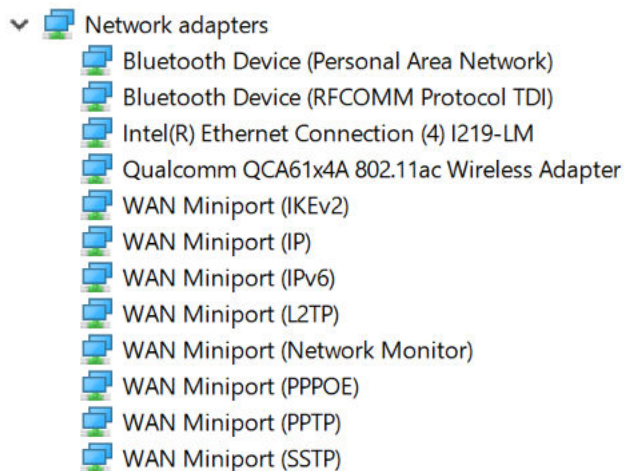 Network adapters
Bluetooth Device (Personal Area Network)
Bluetooth Device (RFCOMM Protocol TDI)
Intel(R) Ethernet Connection (4) I219-LM
Qualcomm QCA61x4A 802.11ac Wireless Adapter
WAN Miniport (IKEv2)
WAN Miniport (IP)
WAN Miniport (IPv6)
WAN Miniport (L2TP)
WAN Miniport (Network Monitor)
WAN Miniport (PPPOE)
WAN Miniport (PPTP)
WAN Miniport (SSTP)